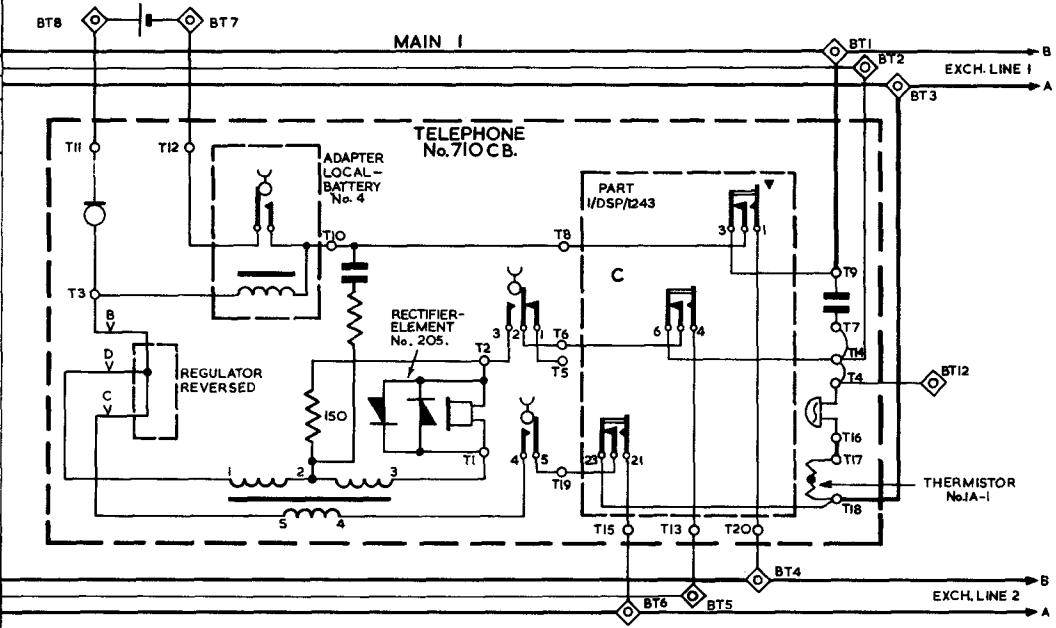 BT8
BT7
MAIN 1
BT1
B
BT2
EXCH. LINE 1
BT3
A
TELEPHONE
No. 710 CB.
T11
T12
ADAPTER
LOCAL-
BATTERY
No. 4
PART
1/DSP/1243
3
1
T10
T8
C
T9
T3
B
D
C
REGULATOR
REVERSED
RECTIFIER-
ELEMENT
No. 205.
T2
3
2
1
T6
T5
6
4
T7
T14
T4
BT12
150
T1
4
5
T19
23
21
T16
T17
THERMISTOR
No.1A-1
T18
1
2
3
5
4
T15
T13
T20
BT4
B
BT5
EXCH. LINE 2
BT6
A